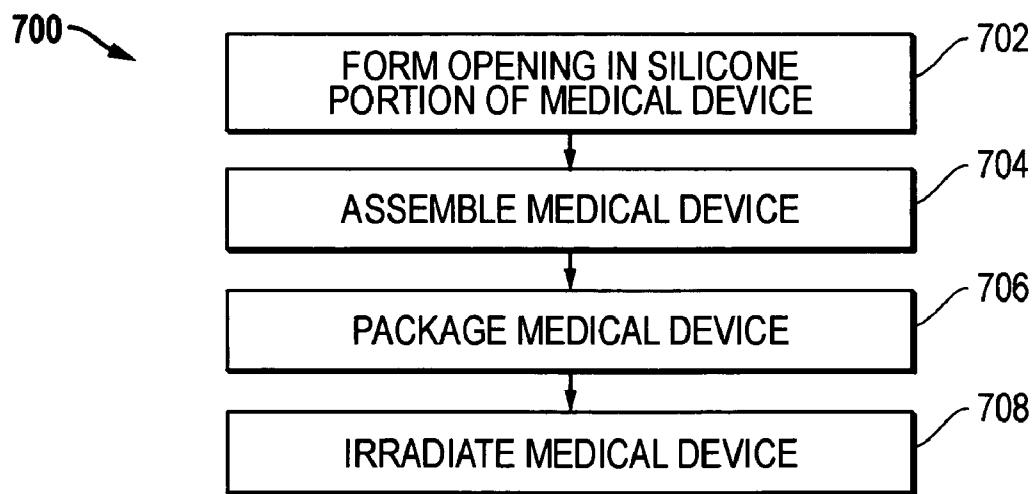 700
FORM OPENING IN SILICONE
PORTION OF MEDICAL DEVICE
702
ASSEMBLE MEDICAL DEVICE
704
PACKAGE MEDICAL DEVICE
706
IRRADIATE MEDICAL DEVICE
708